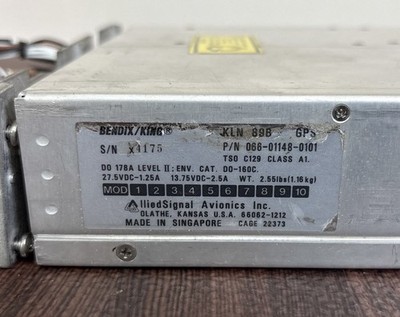 BENDIX/KING® KLN 89B GPS
S/N X4175 P/N 066-01148-0101
TSO C129 CLASS A1.
DO 178A LEVEL II; ENV. CAT. DO-160C.
27.5VDC-1.25A 13.75VDC-2.5A WT. 2.55lbs(1.16kg)
MOD 1 2 3 4 5 6 7 8 9 10
AlliedSignal Avionics Inc.
OLATHE, KANSAS U.S.A. 66062-1212
MADE IN SINGAPORE CAGE 22373